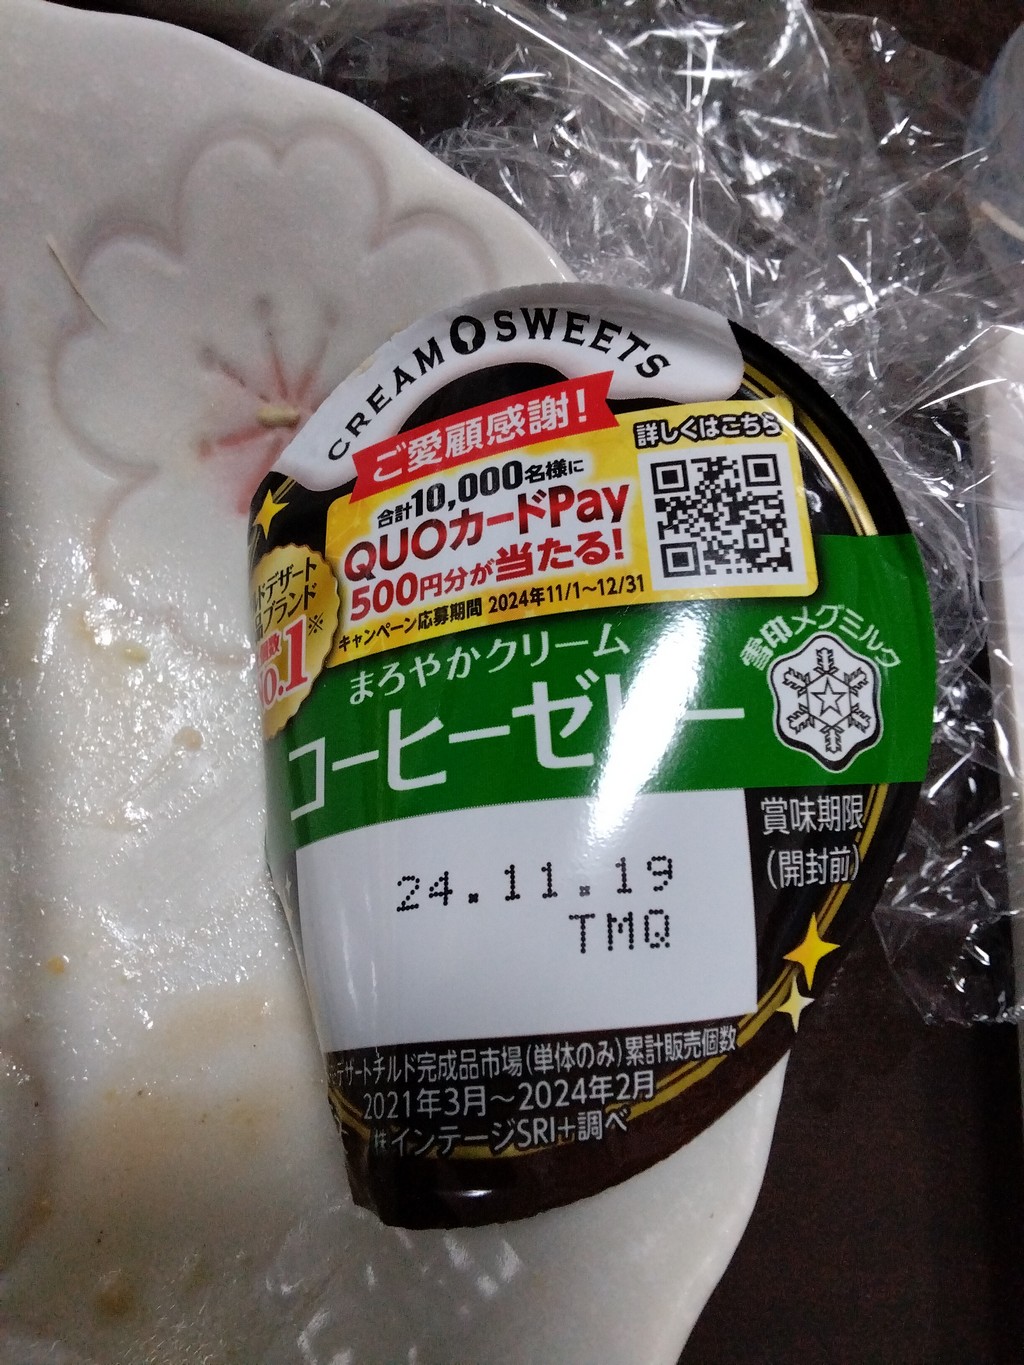 CREAM SWEETS
ご愛顧感謝!
詳しくはこちら
合計10,000名様に
QUOカードPay
500円分が当たる!
キャンペーン応募期間 2024年11/1~12/31
ルドデザート
品ブランド
個数
No.1※
まろやかクリーム
コーヒーゼリー
雪印メグミルク
賞味期限
(開封前)
24.11.19
TMQ
デザートチルド完成品市場(単体のみ)累計販売個数
2021年3月~2024年2月
㈱インテージSRI+調べ